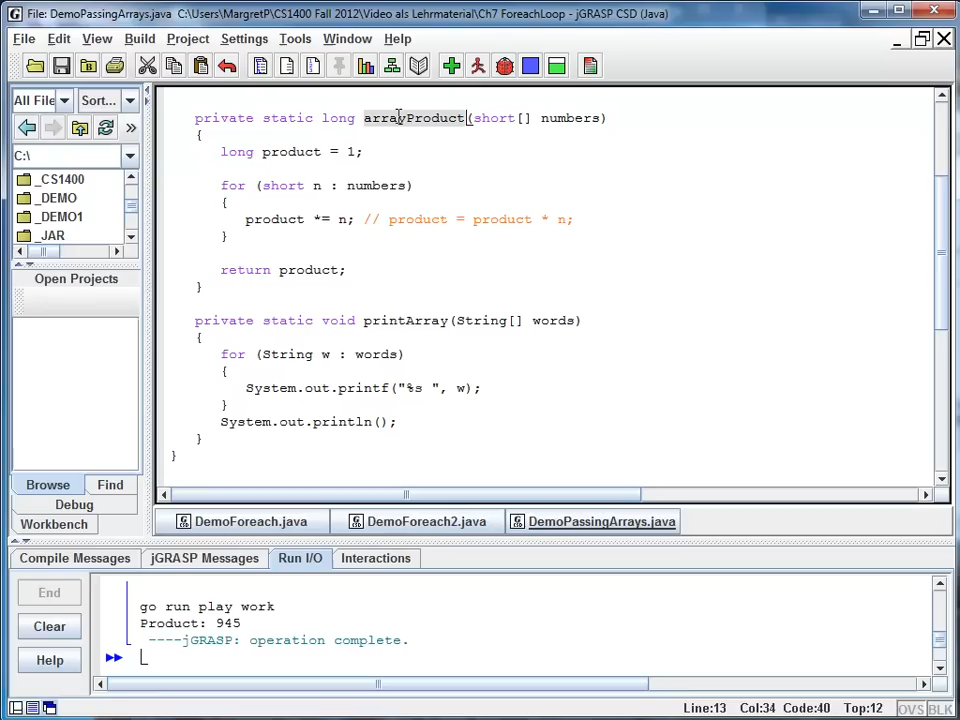 File: DemoPassingArrays.java C:\Users\MargretP\CS1400 Fall 2012\Video als Lehrmaterial\Ch7 ForeachLoop - jGRASP CSD (Java)
File Edit View Build Project Settings Tools Window Help
All File Sort...
C:\
_CS1400
_DEMO
_DEMO1
_JAR
Open Projects
Browse Find
Debug
Workbench
private static long arrayProduct(short[] numbers)
{
long product = 1;
for (short n : numbers)
{
product *= n; // product = product * n;
}
return product;
}
private static void printArray(String[] words)
{
for (String w : words)
{
System.out.printf("%s ", w);
}
System.out.println();
}
}
DemoForeach.java DemoForeach2.java DemoPassingArrays.java
Compile Messages jGRASP Messages Run I/O Interactions
End
Clear
Help
go run play work
Product: 945
----jGRASP: operation complete.
Line:13 Col:34 Code:40 Top:12 OVS BLK